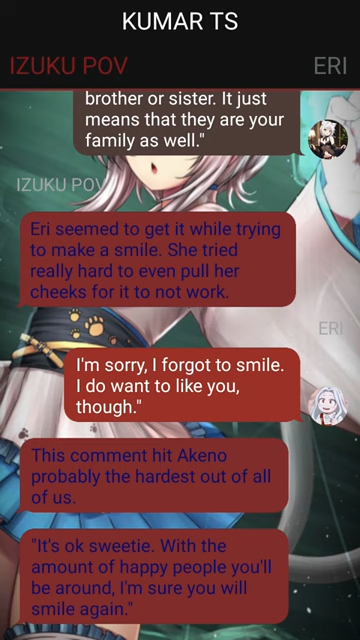 KUMAR TS
IZUKU POV
ERI
brother or sister. It just
means that they are your
family as well."
IZUKU POV
Eri seemed to get it while trying
to make a smile. She tried
really hard to even pull her
cheeks for it to not work.
ERI
I'm sorry, I forgot to smile.
I do want to like you,
though."
This comment hit Akeno
probably the hardest out of all
of us.
"It's ok sweetie. With the
amount of happy people you'll
be around, I'm sure you will
smile again."